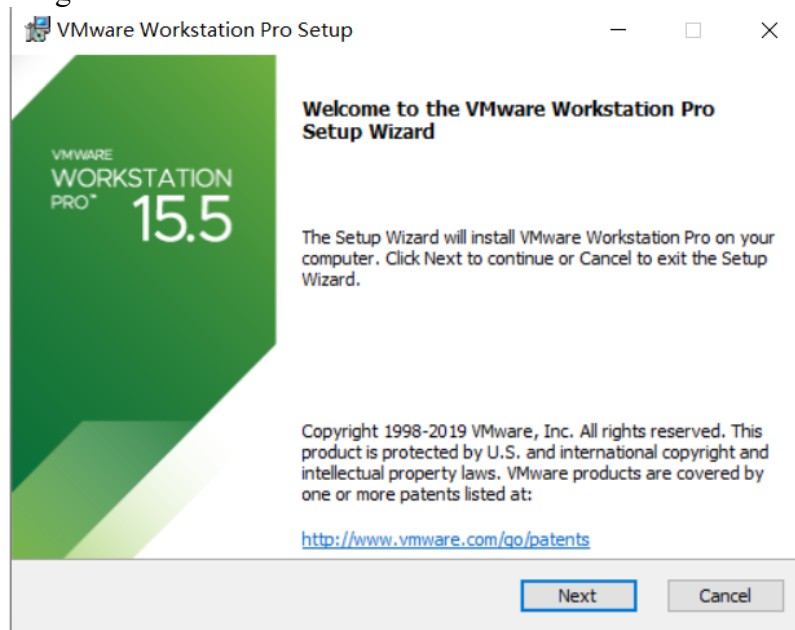 VMware Workstation Pro Setup
Welcome to the VMware Workstation Pro
Setup Wizard
VMWARE
WORKSTATION
PRO™ 15.5
The Setup Wizard will install VMware Workstation Pro on your
computer. Click Next to continue or Cancel to exit the Setup
Wizard.
Copyright 1998-2019 VMware, Inc. All rights reserved. This
product is protected by U.S. and international copyright and
intellectual property laws. VMware products are covered by
one or more patents listed at:
http://www.vmware.com/go/patents
Next Cancel